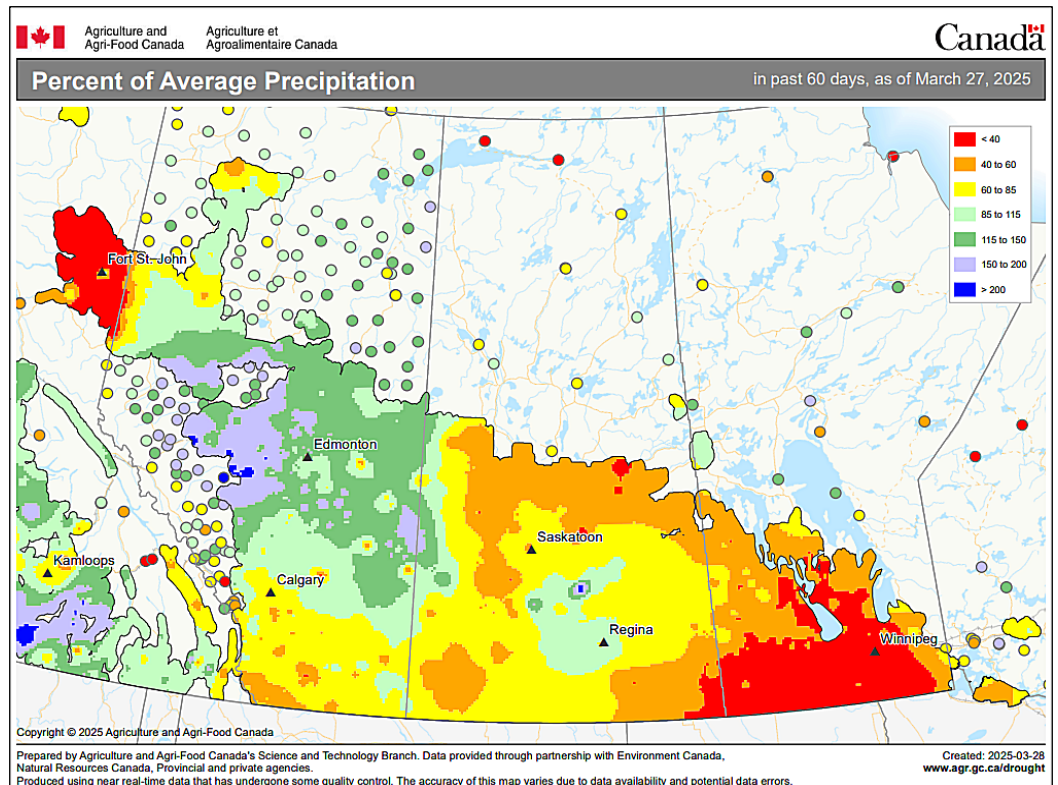 Agriculture and Agriculture et
Agri-Food Canada Agroalimentaire Canada
Canada
Percent of Average Precipitation
in past 60 days, as of March 27, 2025
< 40
40 to 60
60 to 85
85 to 115
115 to 150
150 to 200
> 200
Fort St. John
Edmonton
Saskatoon
Kamloops
Calgary
Regina
Winnipeg
Copyright © 2025 Agriculture and Agri-Food Canada
Prepared by Agriculture and Agri-Food Canada's Science and Technology Branch. Data provided through partnership with Environment Canada,
Natural Resources Canada, Provincial and private agencies.
Produced using near real-time data that has undergone some quality control. The accuracy of this map varies due to data availability and potential data errors.
Created: 2025-03-28
www.agr.gc.ca/drought